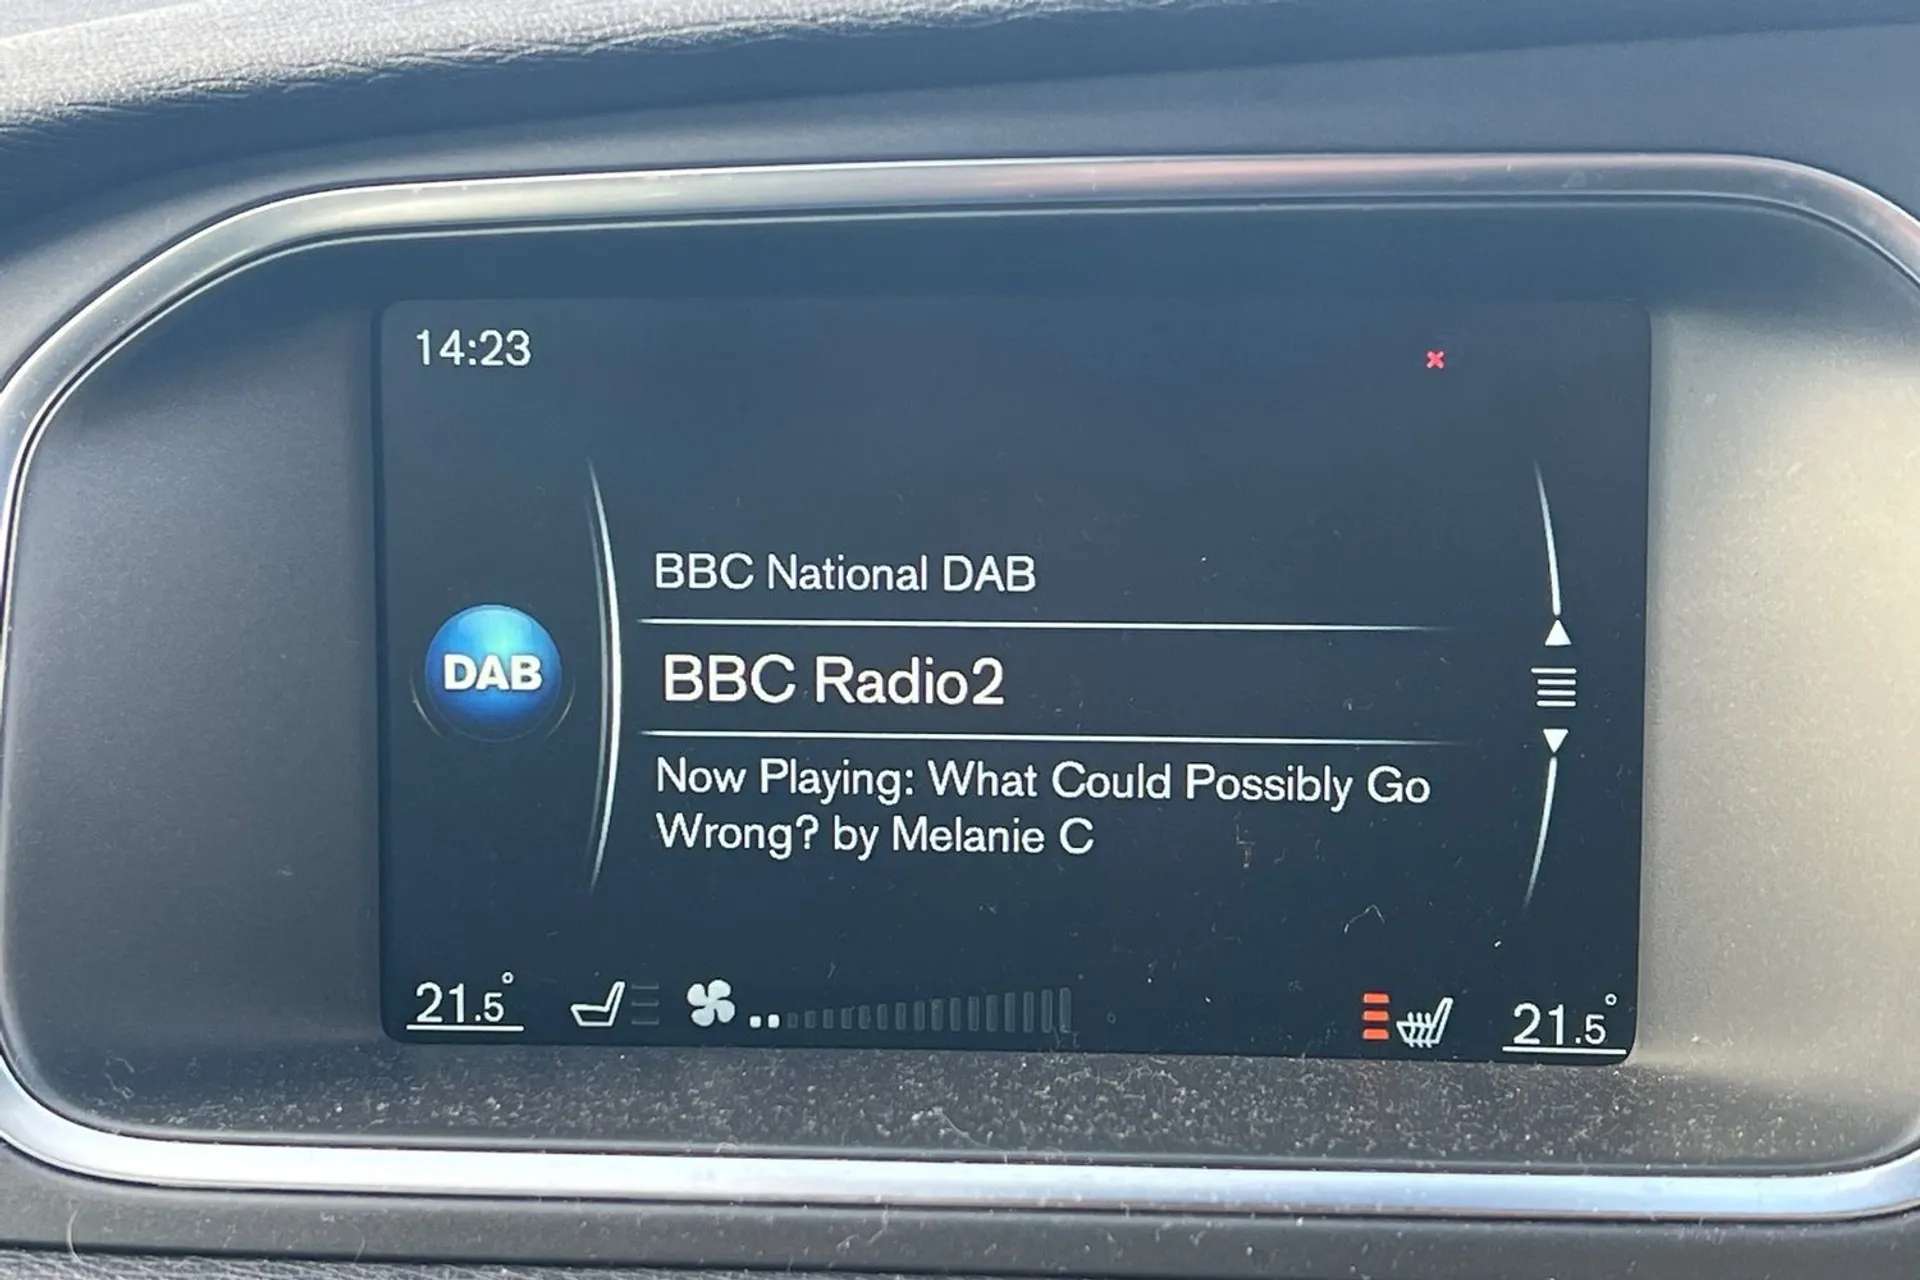 14:23
BBC National DAB
DAB
BBC Radio2
Now Playing: What Could Possibly Go
Wrong? by Melanie C
21.5°
21.5°